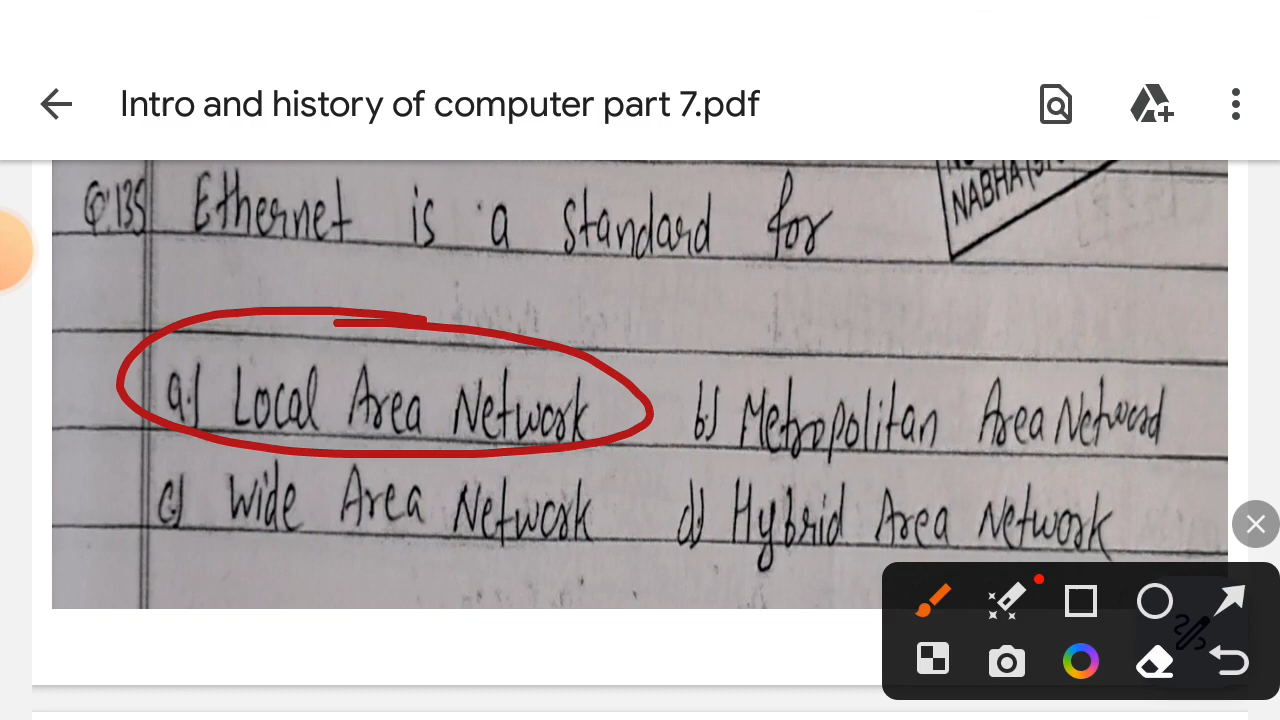 Intro and history of computer part 7.pdf
NABHA
Q.135 Ethernet is a standard for
a.) Local Area Network b.) Metropolitan Area Netword
c) Wide Area Network d.) Hybrid Area Network